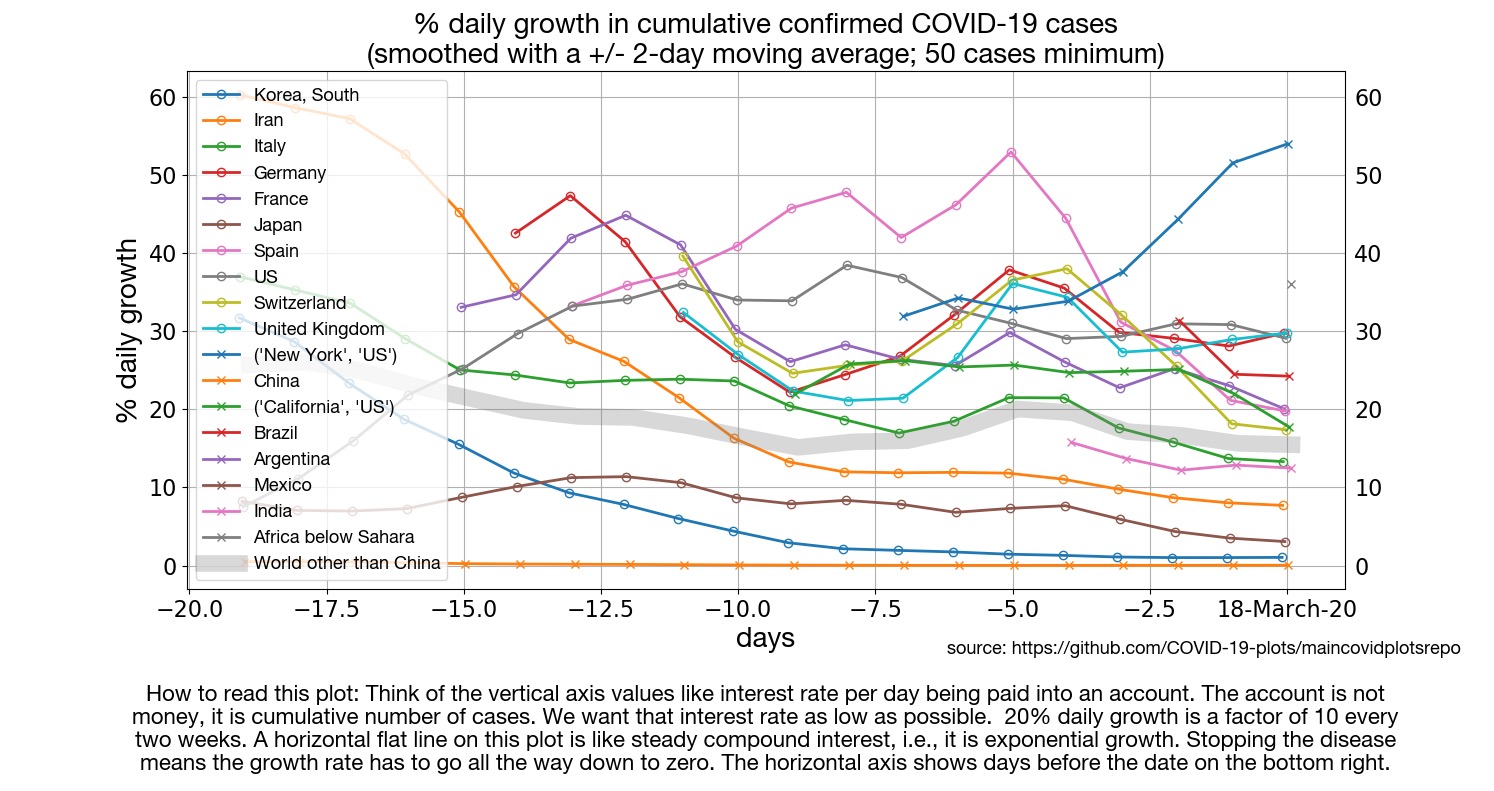 % daily growth in cumulative confirmed COVID-19 cases
(smoothed with a +/- 2-day moving average; 50 cases minimum)
% daily growth
60
50
40
30
20
10
0
Korea, South
Iran
Italy
Germany
France
Japan
Spain
US
Switzerland
United Kingdom
('New York', 'US')
China
('California', 'US')
Brazil
Argentina
Mexico
India
Africa below Sahara
World other than China
60
50
40
30
20
10
0
−20.0 −17.5 −15.0 −12.5 −10.0 −7.5 −5.0 −2.5 18-March-20
days
source: https://github.com/COVID-19-plots/maincovidplotsrepo
How to read this plot: Think of the vertical axis values like interest rate per day being paid into an account. The account is not
money, it is cumulative number of cases. We want that interest rate as low as possible.  20% daily growth is a factor of 10 every
two weeks. A horizontal flat line on this plot is like steady compound interest, i.e., it is exponential growth. Stopping the disease
means the growth rate has to go all the way down to zero. The horizontal axis shows days before the date on the bottom right.